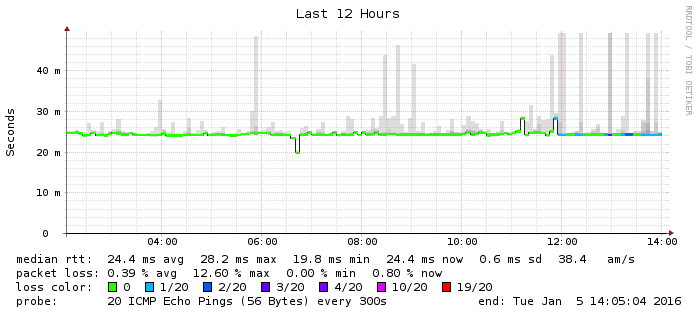 Last 12 Hours
RRDTOOL / TOBI OETIKER
Seconds
40 m
30 m
20 m
10 m
0
04:00 06:00 08:00 10:00 12:00 14:00
median rtt: 24.4 ms avg 28.2 ms max 19.8 ms min 24.4 ms now 0.6 ms sd 38.4 am/s
packet loss: 0.39 % avg 12.60 % max 0.00 % min 0.80 % now
loss color: 0 1/20 2/20 3/20 4/20 10/20 19/20
probe: 20 ICMP Echo Pings (56 Bytes) every 300s end: Tue Jan 5 14:05:04 2016